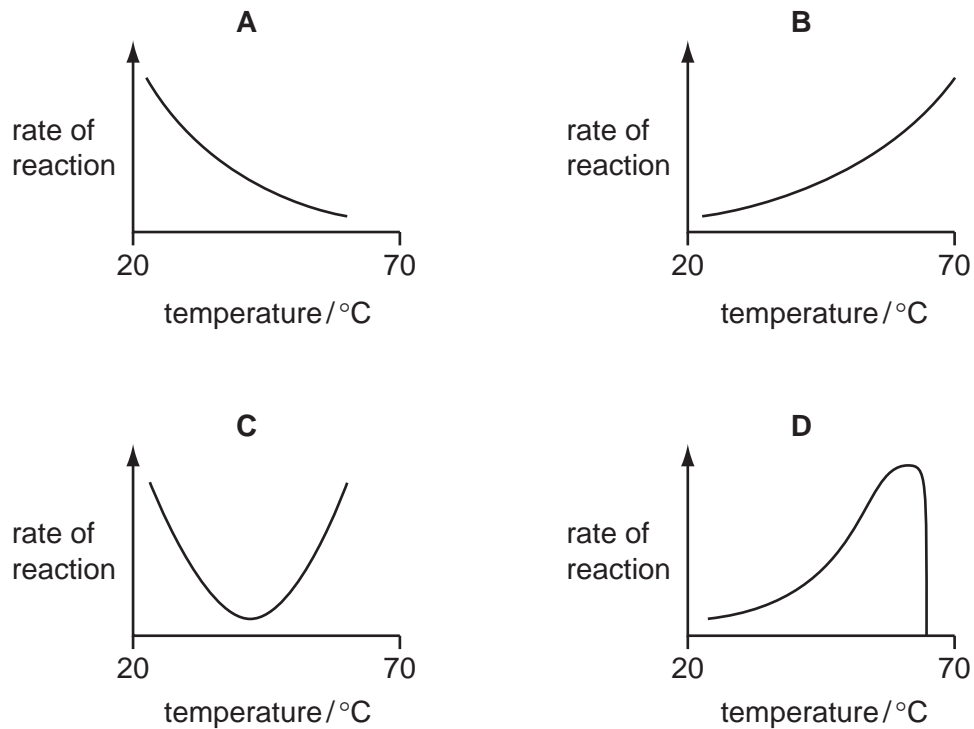 A
rate of
reaction
20
70
temperature / °C
B
rate of
reaction
20
70
temperature / °C
C
rate of
reaction
20
70
temperature / °C
D
rate of
reaction
20
70
temperature / °C